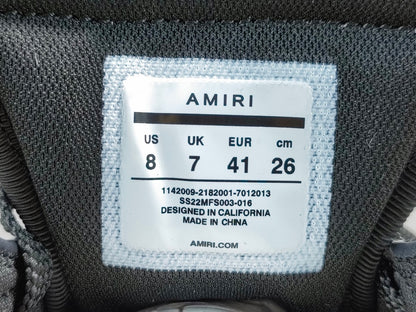 AMIRI
US UK EUR cm
8 7 41 26
1142009-2182001-7012013
SS22MFS003-016
DESIGNED IN CALIFORNIA
MADE IN CHINA
AMIRI.COM